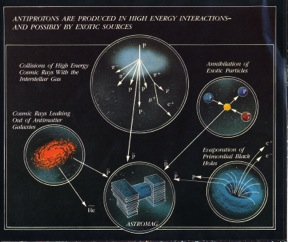 ANTIPROTONS ARE PRODUCED IN HIGH ENERGY INTERACTIONS-
AND POSSIBLY BY EXOTIC SOURCES
Collisions of High Energy
Cosmic Rays With the
Interstellar Gas
Annihilation of
Exotic Particles
Cosmic Rays Leaking
Out of Antimatter
Galaxies
Evaporation of
Primordial Black
Holes
He
ASTROMAG